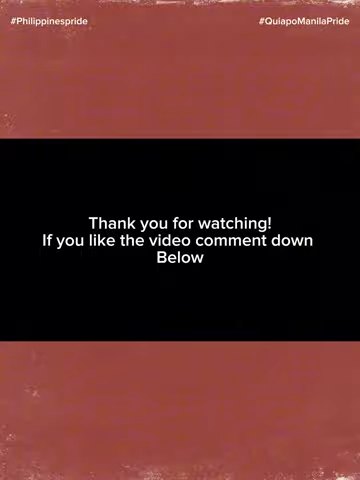 #Philippinespride
#QuiapoManilaPride
Thank you for watching!
If you like the video comment down
Below